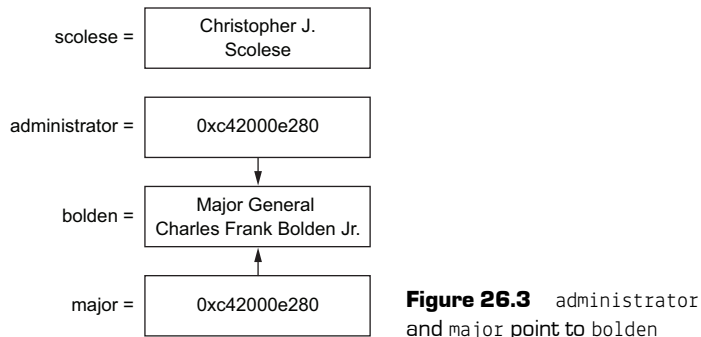 scolese =
Christopher J.
Scolese
administrator =
0xc42000e280
bolden =
Major General
Charles Frank Bolden Jr.
major =
0xc42000e280
Figure 26.3 administrator
and major point to bolden